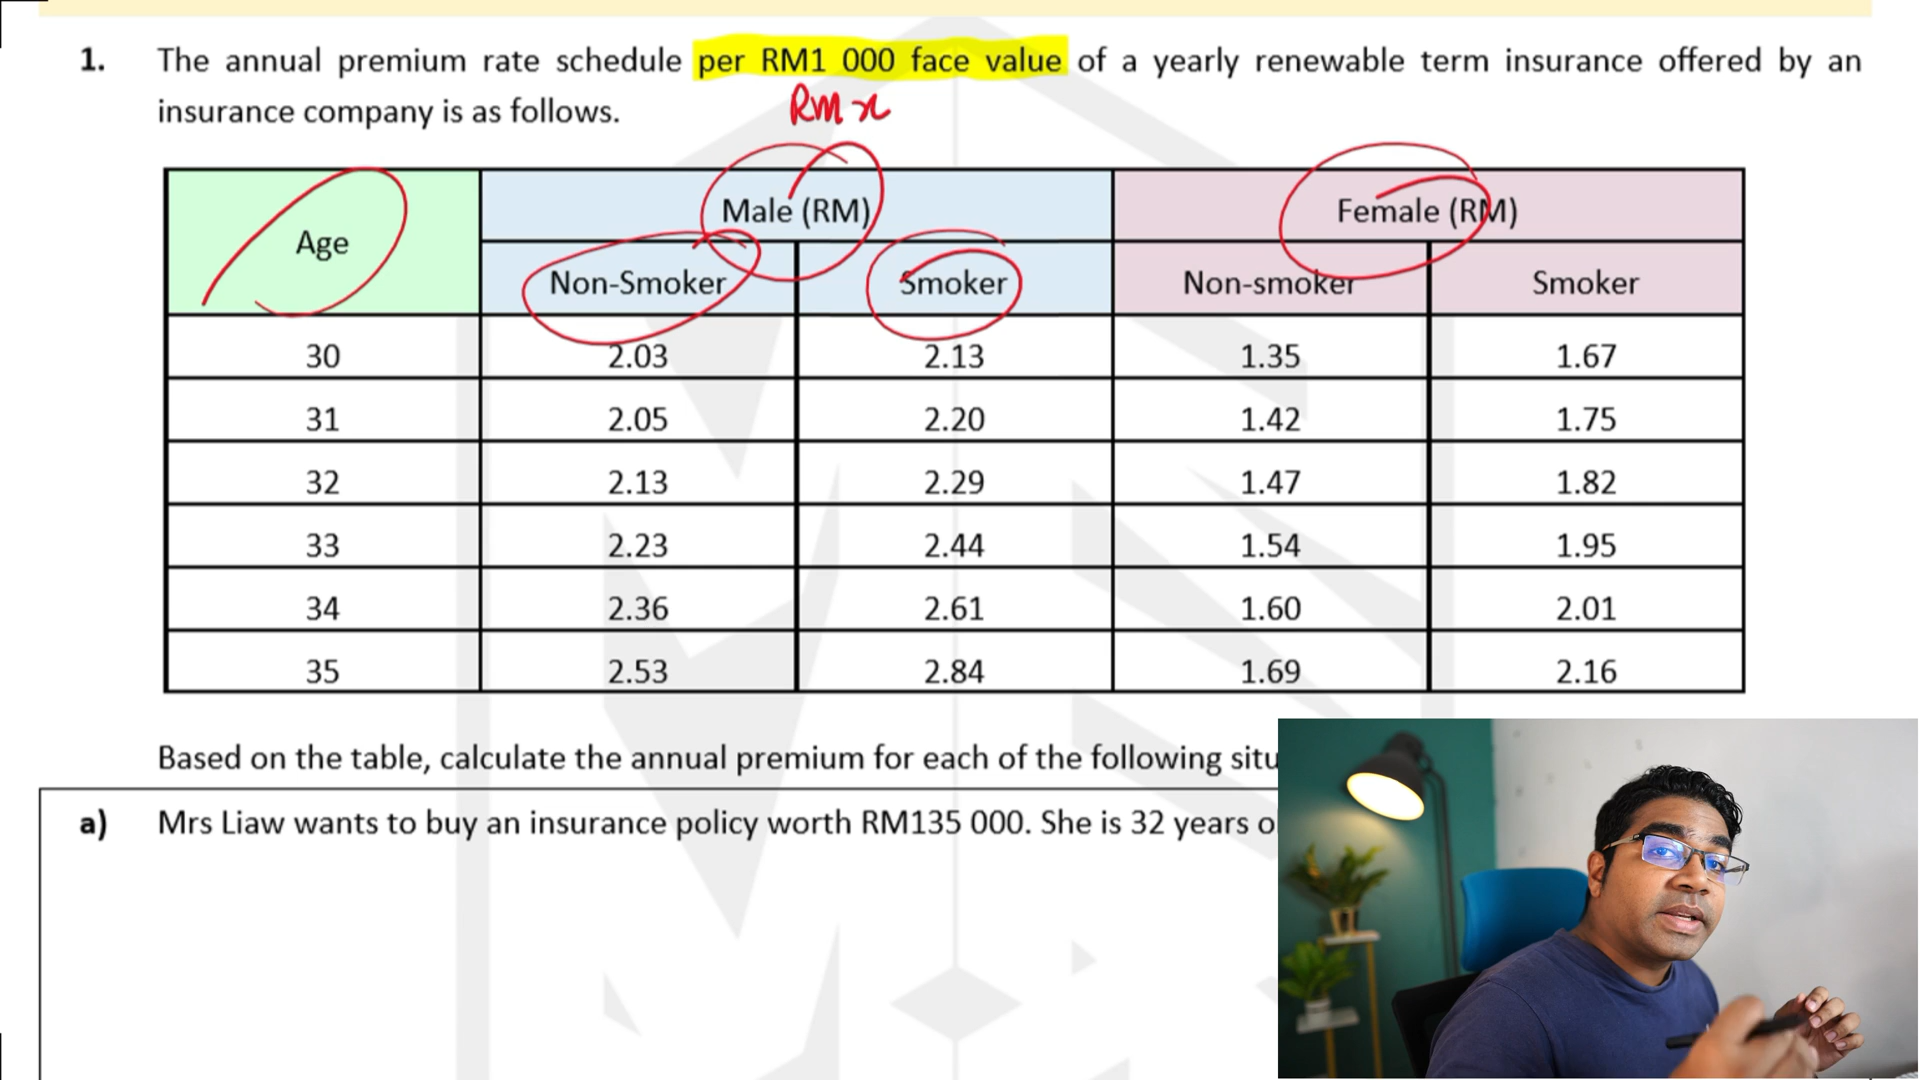 1. The annual premium rate schedule per RM1 000 face value of a yearly renewable term insurance offered by an
insurance company is as follows.
RM x
Age Male (RM) Female (RM)
Non-Smoker Smoker Non-smoker Smoker
30 2.03 2.13 1.35 1.67
31 2.05 2.20 1.42 1.75
32 2.13 2.29 1.47 1.82
33 2.23 2.44 1.54 1.95
34 2.36 2.61 1.60 2.01
35 2.53 2.84 1.69 2.16
Based on the table, calculate the annual premium for each of the following
a) Mrs Liaw wants to buy an insurance policy worth RM135 000. She is 32 years